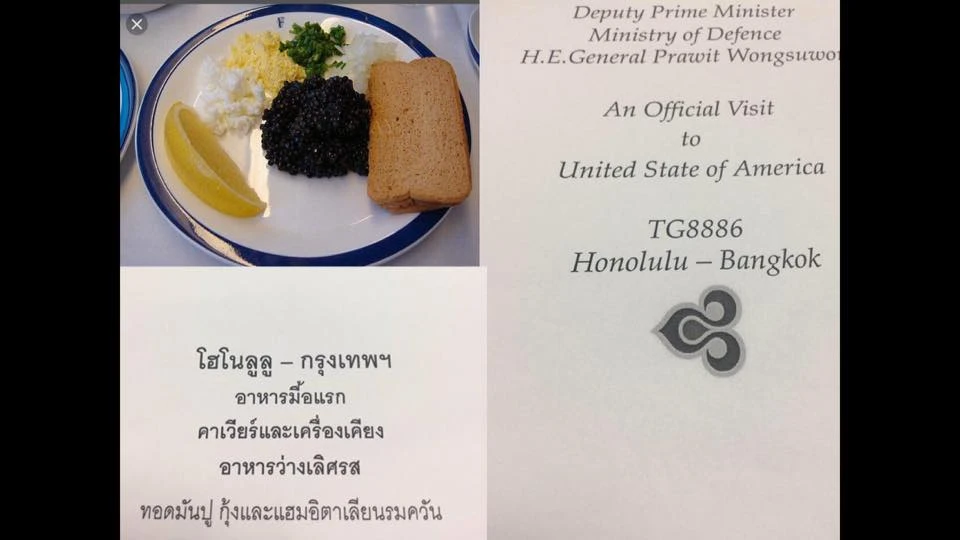 F
Deputy Prime Minister
Ministry of Defence
H.E.General Prawit
An Official Visit
to
United State of America
TG8886
Honolulu – Bangkok
โฮโนลูลู – กรุงเทพฯ
อาหารมื้อแรก
คาเวียร์และเครื่องเคียง
อาหารว่างเลิศรส
ทอดมันปู กุ้งและแฮมอิตาเลียนรมควัน